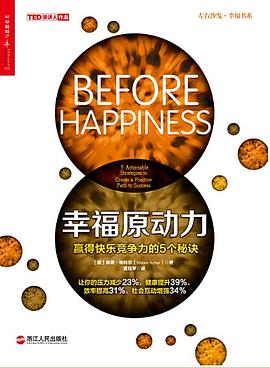 TED演讲人作品
左右沙发·幸福书系
BEFORE
HAPPINESS
5 Actionable
Strategies to
Create a Positive
Path to Success
幸福原动力
赢得快乐竞争力的5个秘诀
[美] 肖恩·埃科尔（Shawn Achor）◎著
黄珏苹◎译
让你的压力减少23%，健康提升39%，
效率提高31%，社会互动增强34%
浙江人民出版社